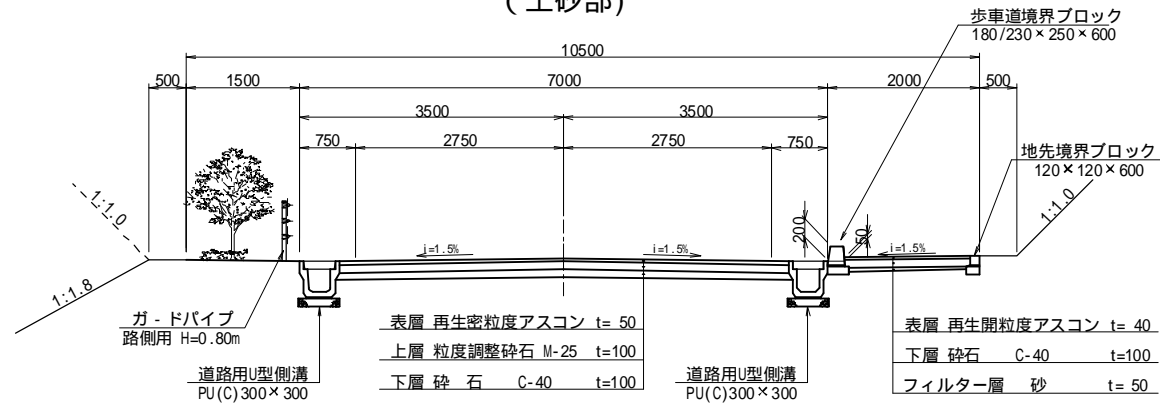 (土砂部)
歩車道境界ブロック
180/230×250×600
10500
500 1500 7000 2000 500
3500 3500
750 2750 2750 750
地先境界ブロック
120×120×600
1:1.0
1:1.0
200
50
i=1.5% i=1.5% i=1.5%
1:1.8
ガ-ドパイプ
路側用 H=0.80m
道路用U型側溝
PU(C)300×300
表層 再生密粒度アスコン t= 50
上層 粒度調整砕石 M-25 t=100
下層 砕 石 C-40 t=100
道路用U型側溝
PU(C)300×300
表層 再生開粒度アスコン t= 40
下層 砕石 C-40 t=100
フィルター層 砂 t= 50